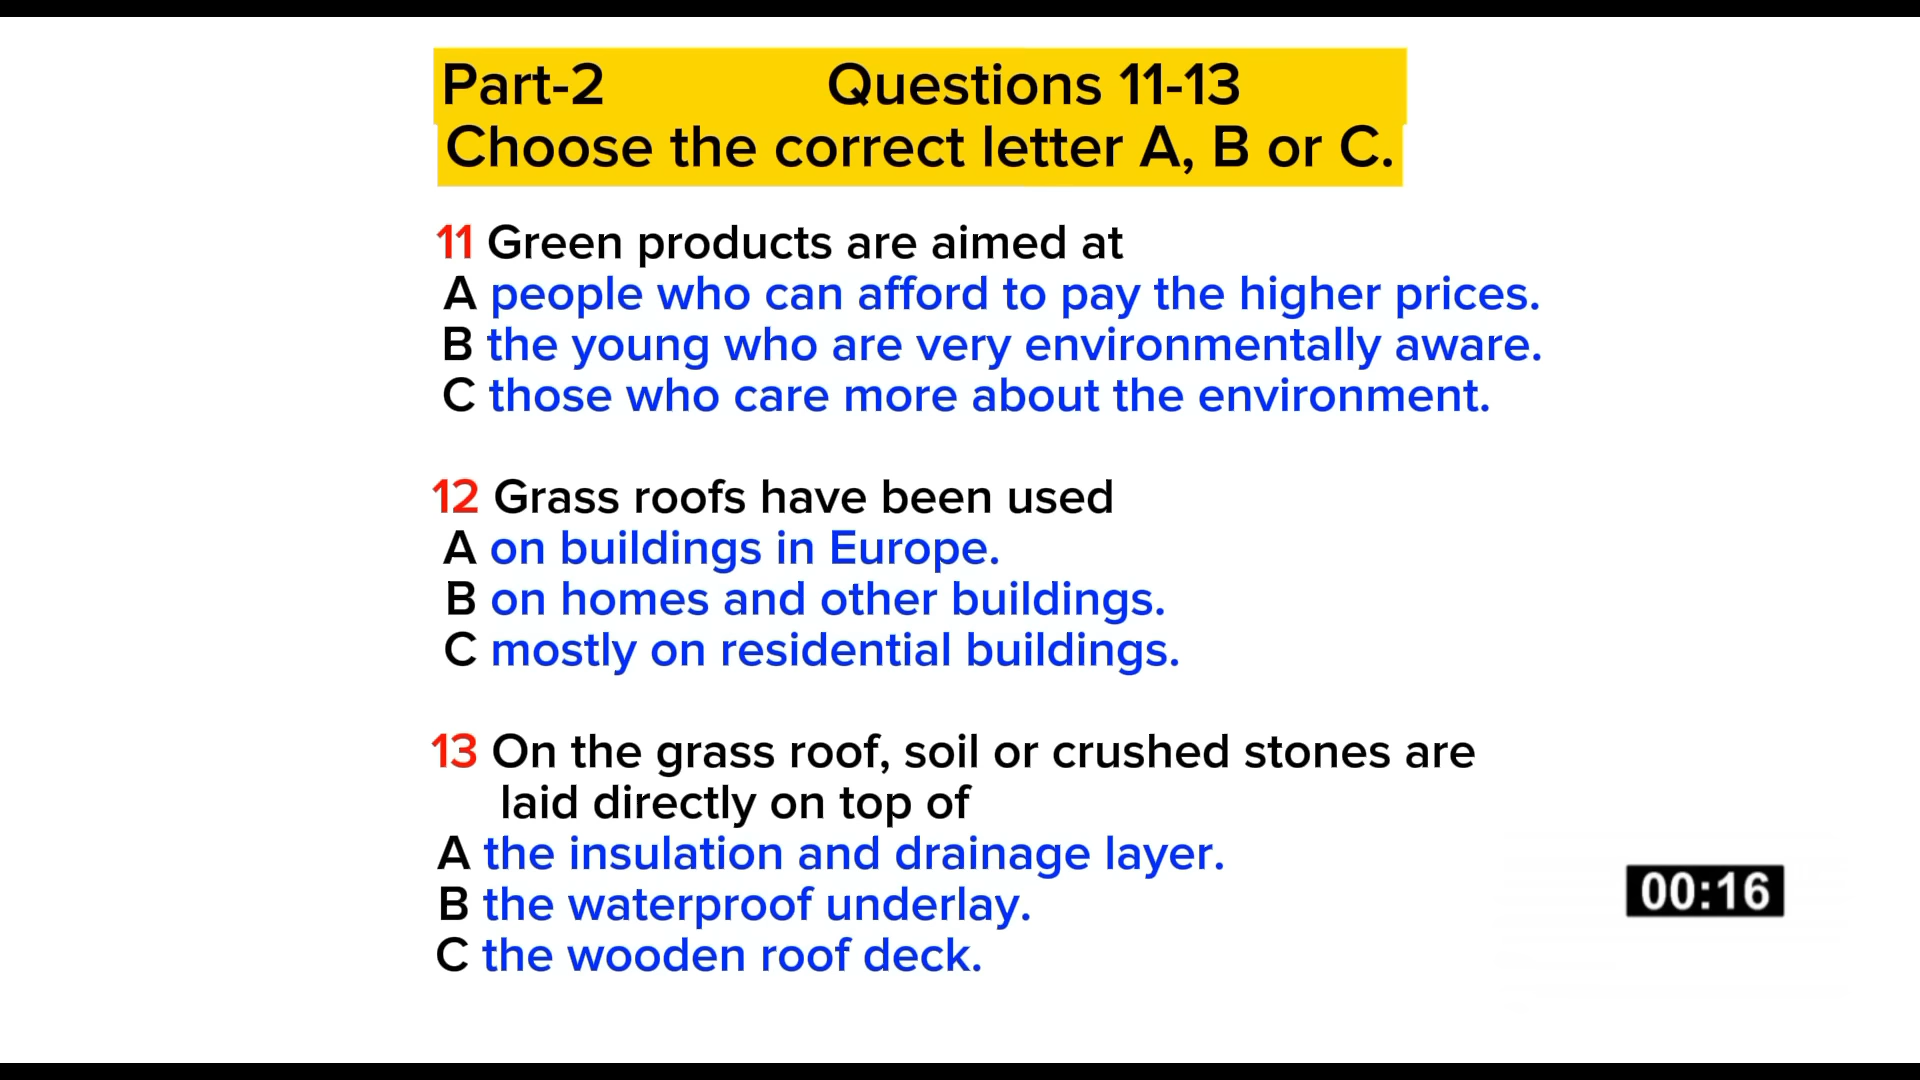 Part-2 Questions 11-13
Choose the correct letter A, B or C.
11 Green products are aimed at
A people who can afford to pay the higher prices.
B the young who are very environmentally aware.
C those who care more about the environment.
12 Grass roofs have been used
A on buildings in Europe.
B on homes and other buildings.
C mostly on residential buildings.
13 On the grass roof, soil or crushed stones are
laid directly on top of
A the insulation and drainage layer.
B the waterproof underlay.
C the wooden roof deck.
00:16